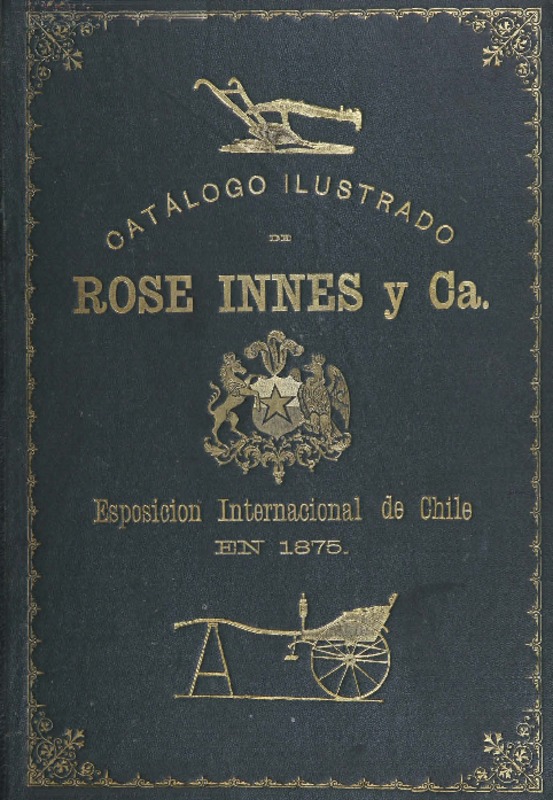 CATÁLOGO ILUSTRADO
DE
ROSE INNES y Ca.
Esposicion Internacional de Chile
EN 1875.